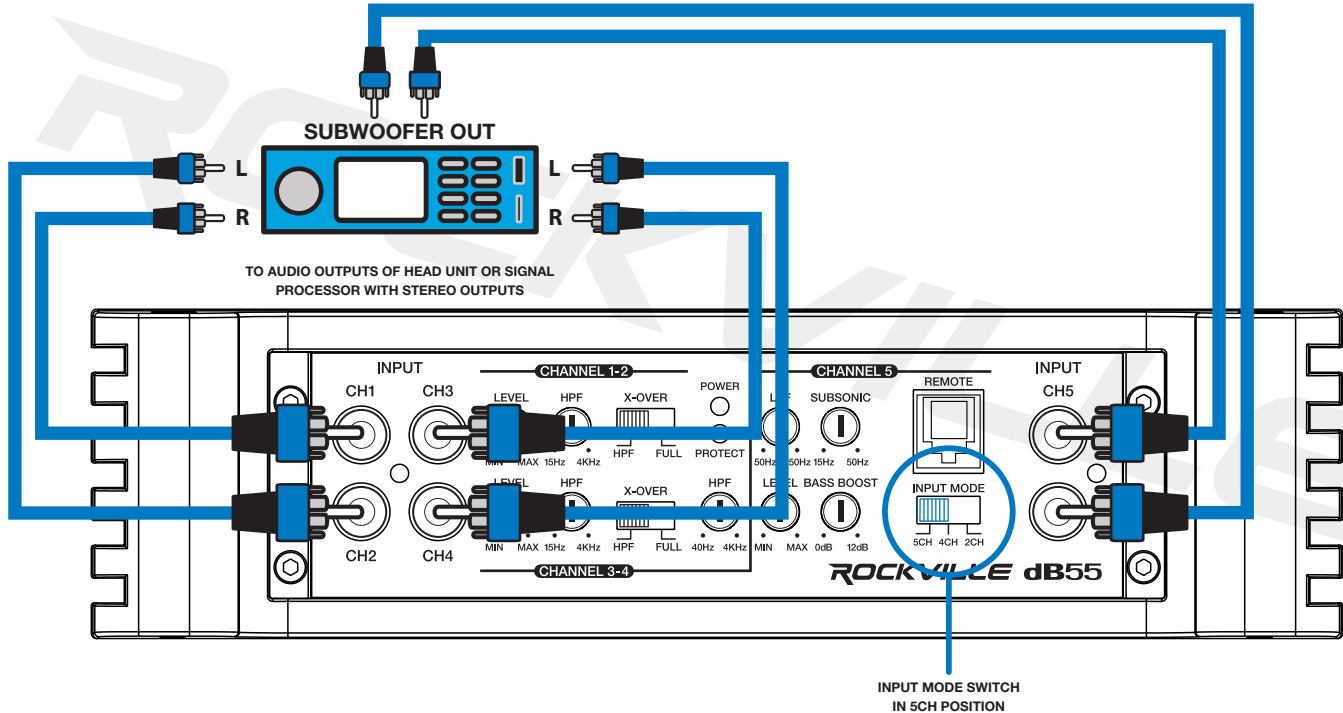 ROCKVILLE
SUBWOOFER OUT
L
L
R
R
TO AUDIO OUTPUTS OF HEAD UNIT OR SIGNAL
PROCESSOR WITH STEREO OUTPUTS
INPUT
CHANNEL 1-2
CHANNEL 5
INPUT
CH1
CH3
LEVEL
HPF
X-OVER
POWER
SUBSONIC
REMOTE
CH5
MAX
15Hz
4KHz
HPF
FULL
PROTECT
50Hz
50Hz
15Hz
50Hz
LEVEL
HPF
X-OVER
HPF
LEVEL
BASS BOOST
INPUT MODE
CH2
CH4
MIN
MAX
15Hz
4KHz
HPF
FULL
40Hz
4KHz
MIN
MAX
0dB
12dB
5CH
4CH
2CH
CHANNEL 3-4
ROCKVILLE dB55
INPUT MODE SWITCH
IN 5CH POSITION